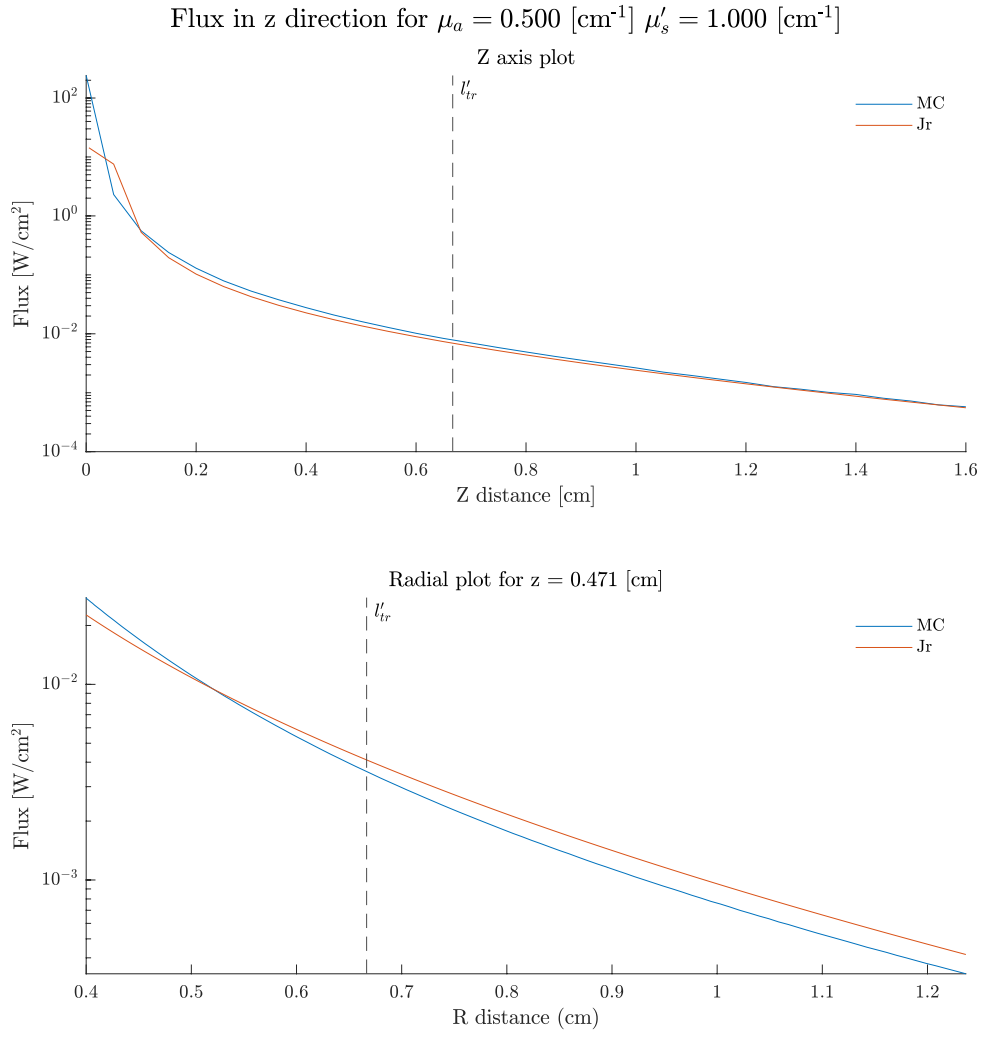 Flux in z direction for μₐ = 0.500 [cm⁻¹] μ′ₛ = 1.000 [cm⁻¹]
Z axis plot
l′ₜᵣ
MC
Jr
10²
10⁰
10⁻²
10⁻⁴
Flux [W/cm²]
0 0.2 0.4 0.6 0.8 1 1.2 1.4 1.6
Z distance [cm]
Radial plot for z = 0.471 [cm]
l′ₜᵣ
MC
Jr
10⁻²
10⁻³
Flux [W/cm²]
0.4 0.5 0.6 0.7 0.8 0.9 1 1.1 1.2
R distance (cm)